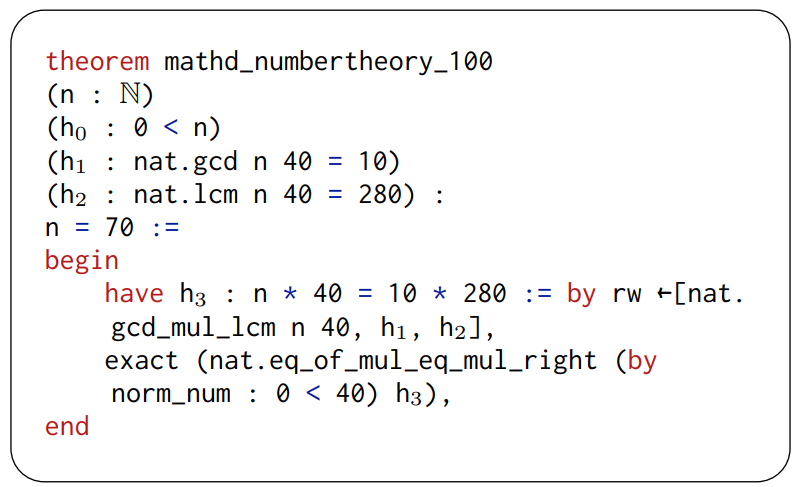 theorem mathd_numbertheory_100
(n : ℕ)
(h₀ : 0 < n)
(h₁ : nat.gcd n 40 = 10)
(h₂ : nat.lcm n 40 = 280) :
n = 70 :=
begin
have h₃ : n * 40 = 10 * 280 := by rw ←[nat.
gcd_mul_lcm n 40, h₁, h₂],
exact (nat.eq_of_mul_eq_mul_right (by
norm_num : 0 < 40) h₃),
end